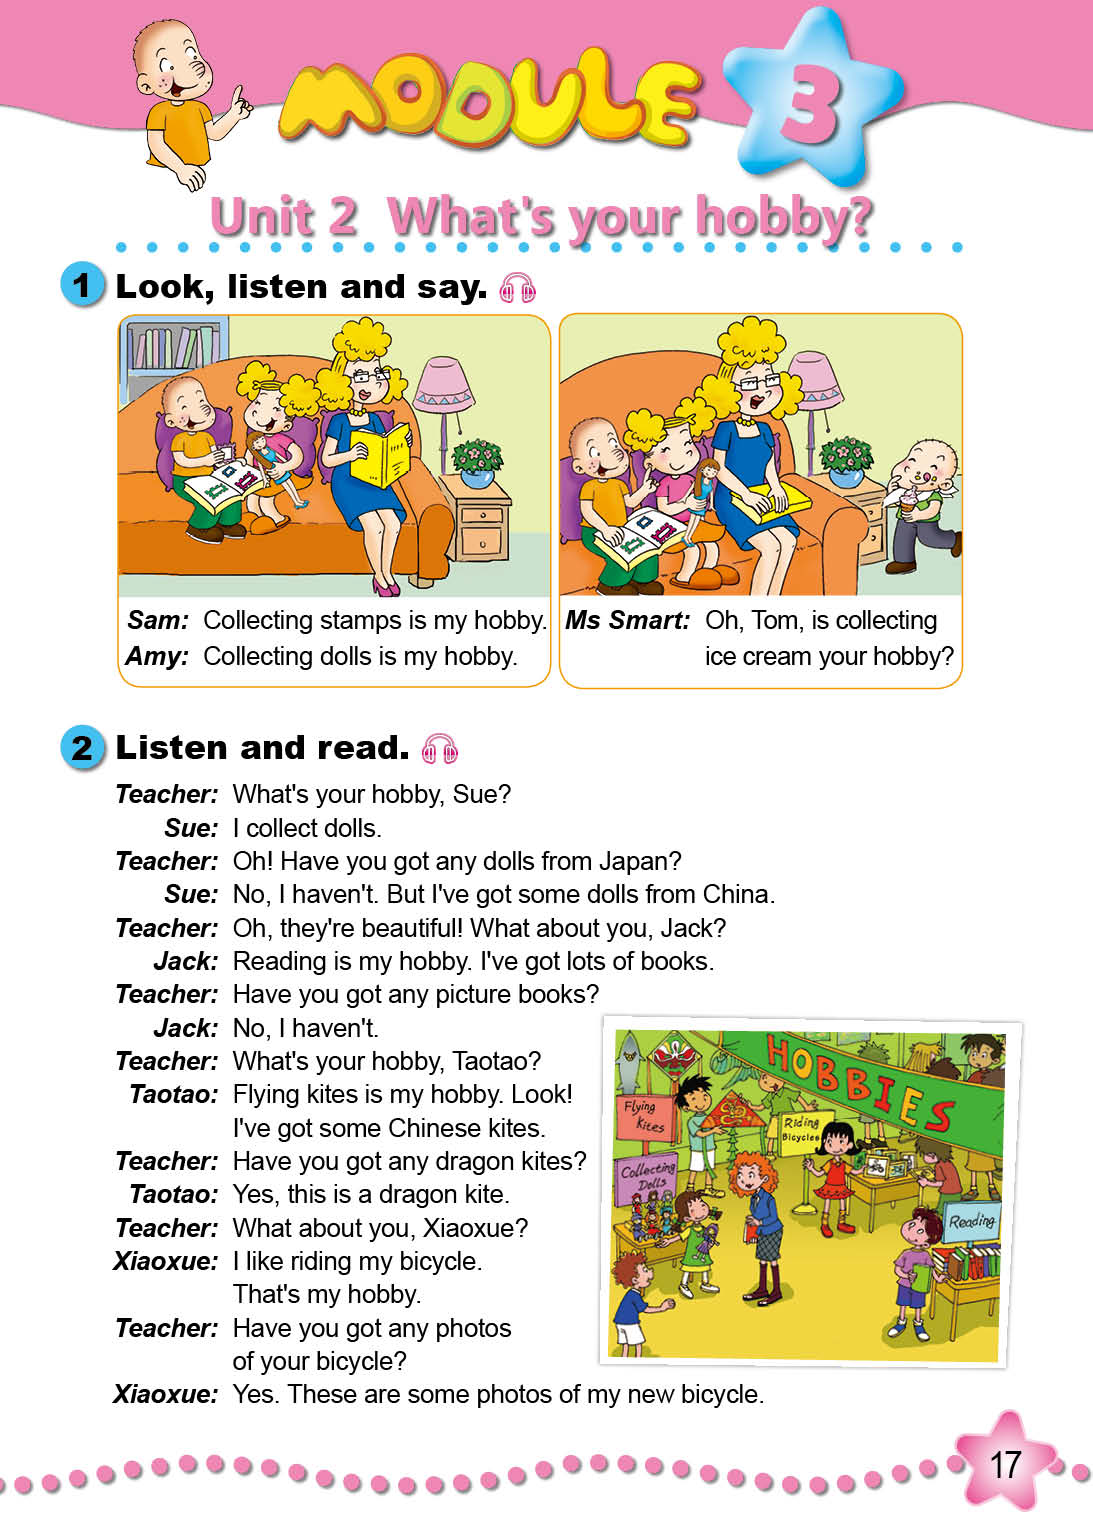 MODULE 3
Unit 2 What's your hobby?
1 Look, listen and say.
Sam: Collecting stamps is my hobby.
Amy: Collecting dolls is my hobby.
Ms Smart: Oh, Tom, is collecting
ice cream your hobby?
2 Listen and read.
Teacher: What's your hobby, Sue?
Sue: I collect dolls.
Teacher: Oh! Have you got any dolls from Japan?
Sue: No, I haven't. But I've got some dolls from China.
Teacher: Oh, they're beautiful! What about you, Jack?
Jack: Reading is my hobby. I've got lots of books.
Teacher: Have you got any picture books?
Jack: No, I haven't.
Teacher: What's your hobby, Taotao?
Taotao: Flying kites is my hobby. Look!
I've got some Chinese kites.
Teacher: Have you got any dragon kites?
Taotao: Yes, this is a dragon kite.
Teacher: What about you, Xiaoxue?
Xiaoxue: I like riding my bicycle.
That's my hobby.
Teacher: Have you got any photos
of your bicycle?
Xiaoxue: Yes. These are some photos of my new bicycle.
HOBBIES
Flying
Kites
Riding
Bicycles
Collecting
Dolls
Reading
17